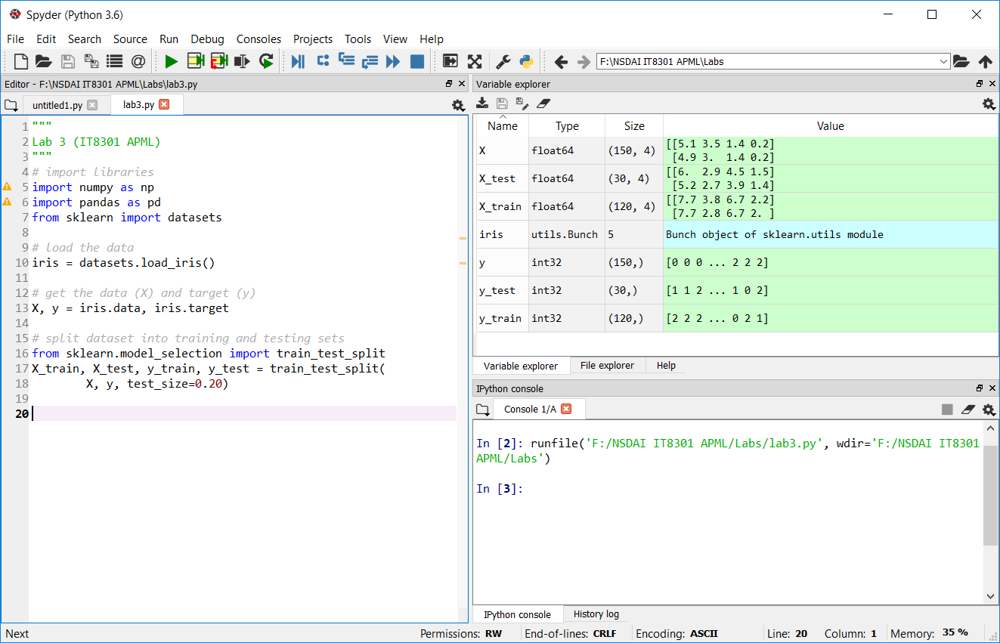 Spyder (Python 3.6)
File Edit Search Source Run Debug Consoles Projects Tools View Help
F:\NSDAI IT8301 APML\Labs
Editor - F:\NSDAI IT8301 APML\Labs\lab3.py
untitled1.py lab3.py
1 """
2 Lab 3 (IT8301 APML)
3 """
4 # import libraries
5 import numpy as np
6 import pandas as pd
7 from sklearn import datasets
8
9 # load the data
10 iris = datasets.load_iris()
11
12 # get the data (X) and target (y)
13 X, y = iris.data, iris.target
14
15 # split dataset into training and testing sets
16 from sklearn.model_selection import train_test_split
17 X_train, X_test, y_train, y_test = train_test_split(
18         X, y, test_size=0.20)
19
20
Variable explorer
Name Type Size Value
X float64 (150, 4) [[5.1 3.5 1.4 0.2]
[4.9 3.  1.4 0.2]
X_test float64 (30, 4) [[6.  2.9 4.5 1.5]
[5.2 2.7 3.9 1.4]
X_train float64 (120, 4) [[7.7 3.8 6.7 2.2]
[7.7 2.8 6.7 2. ]
iris utils.Bunch 5 Bunch object of sklearn.utils module
y int32 (150,) [0 0 0 ... 2 2 2]
y_test int32 (30,) [1 1 2 ... 1 0 2]
y_train int32 (120,) [2 2 2 ... 0 2 1]
Variable explorer File explorer Help
IPython console
Console 1/A
In [2]: runfile('F:/NSDAI IT8301 APML/Labs/lab3.py', wdir='F:/NSDAI IT8301
APML/Labs')
In [3]:
IPython console History log
Next Permissions: RW End-of-lines: CRLF Encoding: ASCII Line: 20 Column: 1 Memory: 35 %